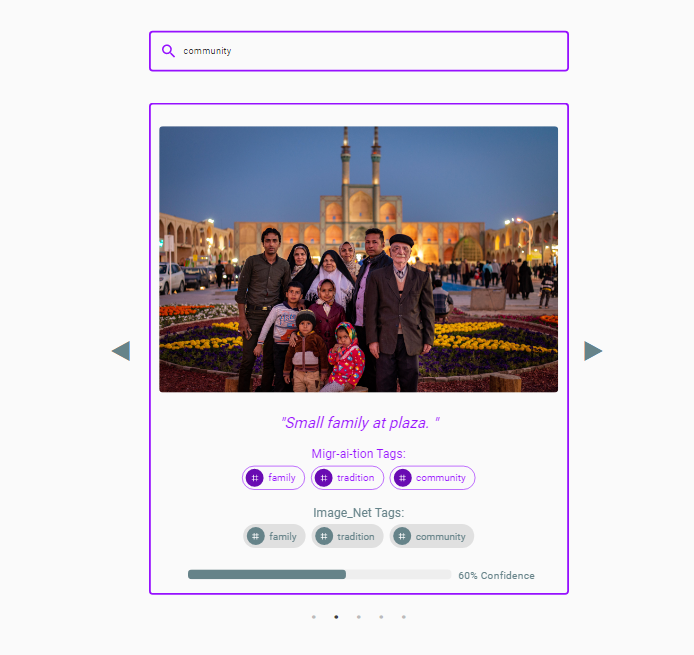 community
"Small family at plaza. "
Migr-ai-tion Tags:
# family # tradition # community
Image_Net Tags:
# family # tradition # community
60% Confidence